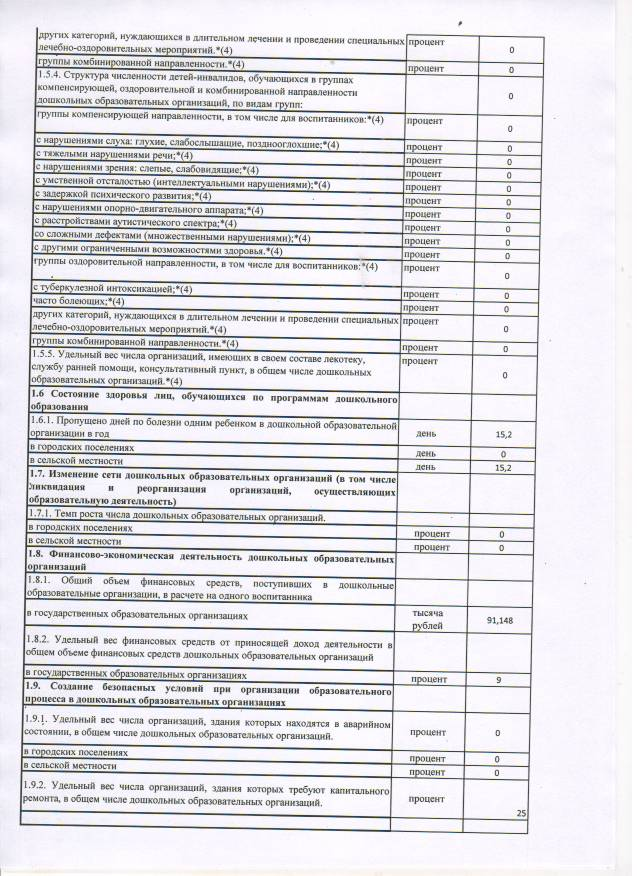 других категорий, нуждающихся в длительном лечении и проведении специальных процент
лечебно-оздоровительных мероприятий.*(4) 0
группы комбинированной направленности.*(4) процент 0
1.5.4. Структура численности детей-инвалидов, обучающихся в группах
компенсирующей, оздоровительной и комбинированной направленности 0
дошкольных образовательных организаций, по видам групп:
группы компенсирующей направленности, в том числе для воспитанников:*(4) процент 0
с нарушениями слуха: глухие, слабослышащие, позднооглохшие;*(4) процент 0
с тяжелыми нарушениями речи;*(4) процент 0
с нарушениями зрения: слепые, слабовидящие;*(4) процент 0
с умственной отсталостью (интеллектуальными нарушениями);*(4) процент 0
с задержкой психического развития;*(4) процент 0
с нарушениями опорно-двигательного аппарата;*(4) процент 0
с расстройствами аутистического спектра;*(4) процент 0
со сложными дефектами (множественными нарушениями);*(4) процент 0
с другими ограниченными возможностями здоровья.*(4) процент 0
группы оздоровительной направленности, в том числе для воспитанников:*(4) процент 0
с туберкулезной интоксикацией;*(4) процент 0
часто болеющих;*(4) процент 0
других категорий, нуждающихся в длительном лечении и проведении специальных процент
лечебно-оздоровительных мероприятий.*(4) 0
группы комбинированной направленности.*(4) процент 0
1.5.5. Удельный вес числа организаций, имеющих в своем составе лекотеку, процент
службу ранней помощи, консультативный пункт, в общем числе дошкольных 0
образовательных организаций.*(4)
1.6 Состояние здоровья лиц, обучающихся по программам дошкольного
образования
1.6.1. Пропущено дней по болезни одним ребенком в дошкольной образовательной
организации в год день 15,2
в городских поселениях день 0
в сельской местности день 15,2
1.7. Изменение сети дошкольных образовательных организаций (в том числе
ликвидация и реорганизация организаций, осуществляющих
образовательную деятельность)
1.7.1. Темп роста числа дошкольных образовательных организаций.
в городских поселениях процент 0
в сельской местности процент 0
1.8. Финансово-экономическая деятельность дошкольных образовательных
организаций
1.8.1. Общий объем финансовых средств, поступивших в дошкольные
образовательные организации, в расчете на одного воспитанника
в государственных образовательных организациях тысяча рублей 91,148
1.8.2. Удельный вес финансовых средств от приносящей доход деятельности в
общем объеме финансовых средств дошкольных образовательных организаций
в государственных образовательных организациях процент 9
1.9. Создание безопасных условий при организации образовательного
процесса в дошкольных образовательных организациях
1.9.1. Удельный вес числа организаций, здания которых находятся в аварийном
состоянии, в общем числе дошкольных образовательных организаций. процент 0
в городских поселениях процент 0
в сельской местности процент 0
1.9.2. Удельный вес числа организаций, здания которых требуют капитального
ремонта, в общем числе дошкольных образовательных организаций. процент 25